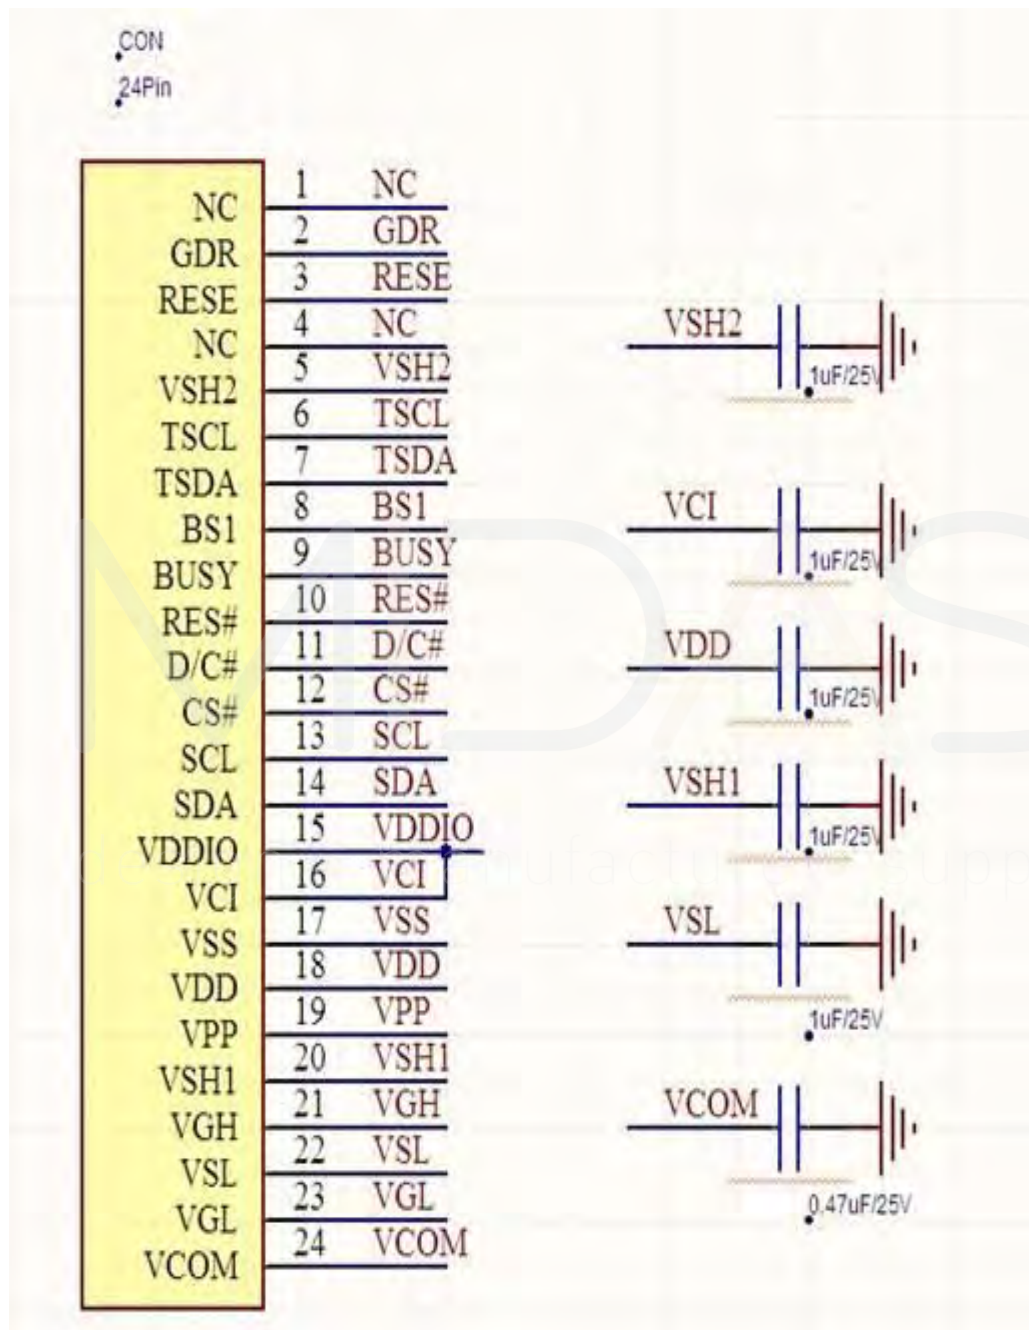 CON
24Pin
NC 1 NC
GDR 2 GDR
RESE 3 RESE
NC 4 NC
VSH2 5 VSH2
TSCL 6 TSCL
TSDA 7 TSDA
BS1 8 BS1
BUSY 9 BUSY
RES# 10 RES#
D/C# 11 D/C#
CS# 12 CS#
SCL 13 SCL
SDA 14 SDA
VDDIO 15 VDDIO
VCI 16 VCI
VSS 17 VSS
VDD 18 VDD
VPP 19 VPP
VSH1 20 VSH1
VGH 21 VGH
VSL 22 VSL
VGL 23 VGL
VCOM 24 VCOM
VSH2
1uF/25V
VCI
1uF/25V
VDD
1uF/25V
VSH1
1uF/25V
VSL
1uF/25V
VCOM
0.47uF/25V
MDAS